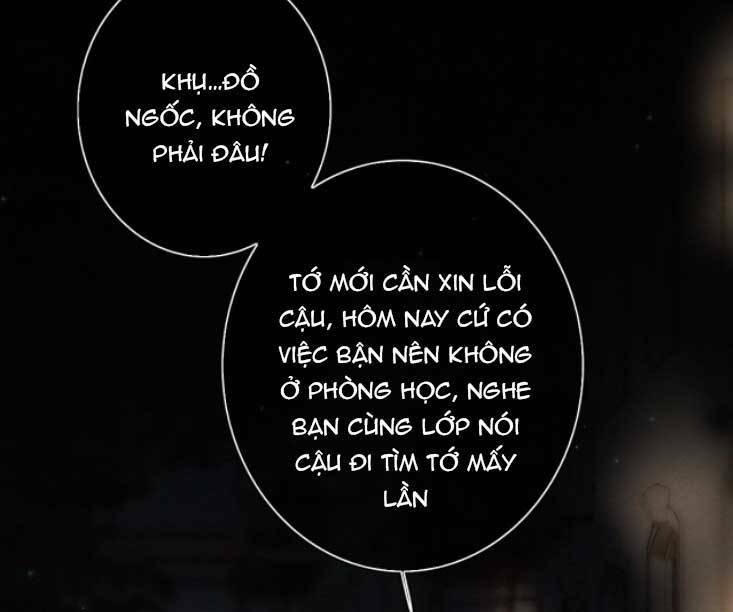 KHỤ...ĐỒ
NGỐC, KHÔNG
PHẢI ĐÂU!
TỚ MỚI CẦN XIN LỖI
CẬU, HÔM NAY CỨ CÓ
VIỆC BẬN NÊN KHÔNG
Ở PHÒNG HỌC, NGHE
BẠN CÙNG LỚP NÓI
CẬU ĐI TÌM TỚ MẤY
LẦN